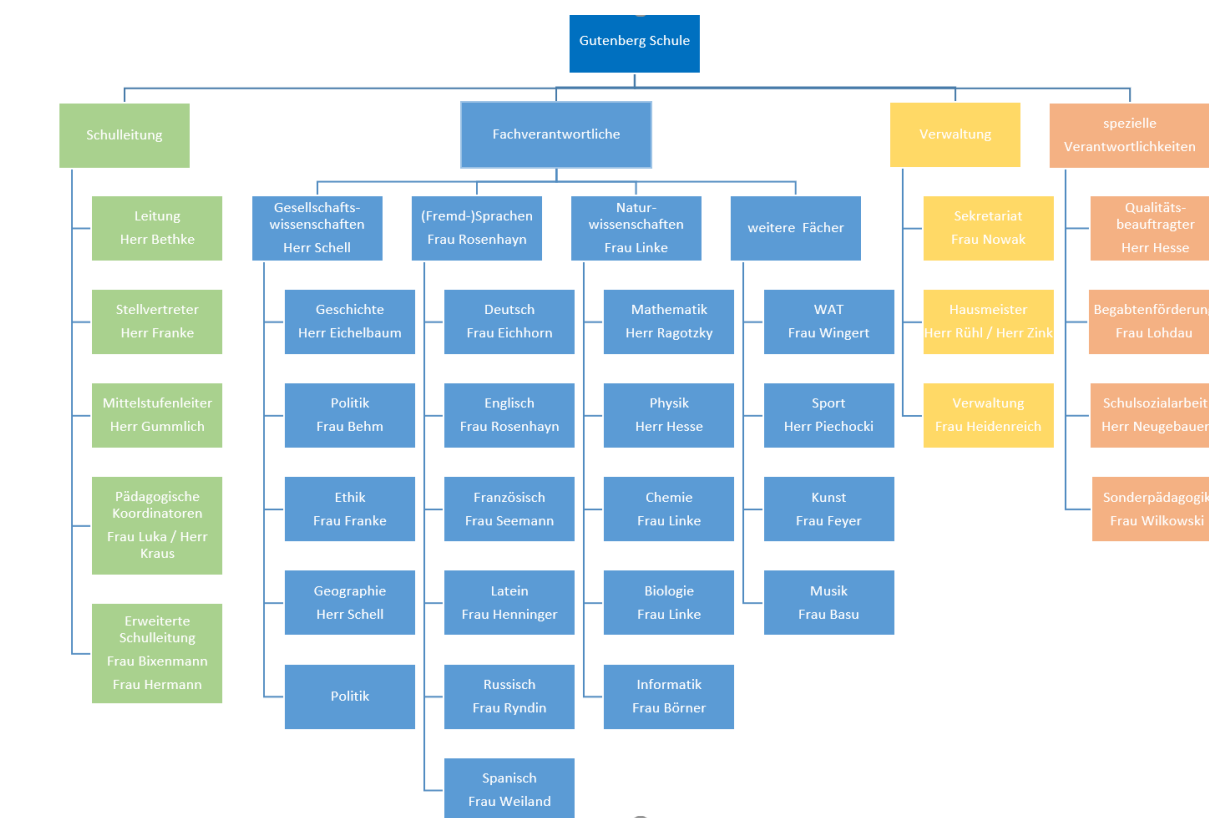 Gutenberg Schule
Schulleitung
Fachverantwortliche
Verwaltung
spezielle
Verantwortlichkeiten
Leitung
Herr Bethke
Stellvertreter
Herr Franke
Mittelstufenleiter
Herr Gummlich
Pädagogische
Koordinatoren
Frau Luka / Herr
Kraus
Erweiterte
Schulleitung
Frau Bixenmann
Frau Hermann
Gesellschafts-
wissenschaften
Herr Schell
Geschichte
Herr Eichelbaum
Politik
Frau Behm
Ethik
Frau Franke
Geographie
Herr Schell
Politik
(Fremd-)Sprachen
Frau Rosenhayn
Deutsch
Frau Eichhorn
Englisch
Frau Rosenhayn
Französisch
Frau Seemann
Latein
Frau Henninger
Russisch
Frau Ryndin
Spanisch
Frau Weiland
Natur-
wissenschaften
Frau Linke
Mathematik
Herr Ragotzky
Physik
Herr Hesse
Chemie
Frau Linke
Biologie
Frau Linke
Informatik
Frau Börner
weitere Fächer
WAT
Frau Wingert
Sport
Herr Piechocki
Kunst
Frau Feyer
Musik
Frau Basu
Sekretariat
Frau Nowak
Hausmeister
Herr Rühl / Herr Zink
Verwaltung
Frau Heidenreich
Qualitäts-
beauftragter
Herr Hesse
Begabtenförderung
Frau Lohdau
Schulsozialarbeit
Herr Neugebauer
Sonderpädagogik
Frau Wilkowski